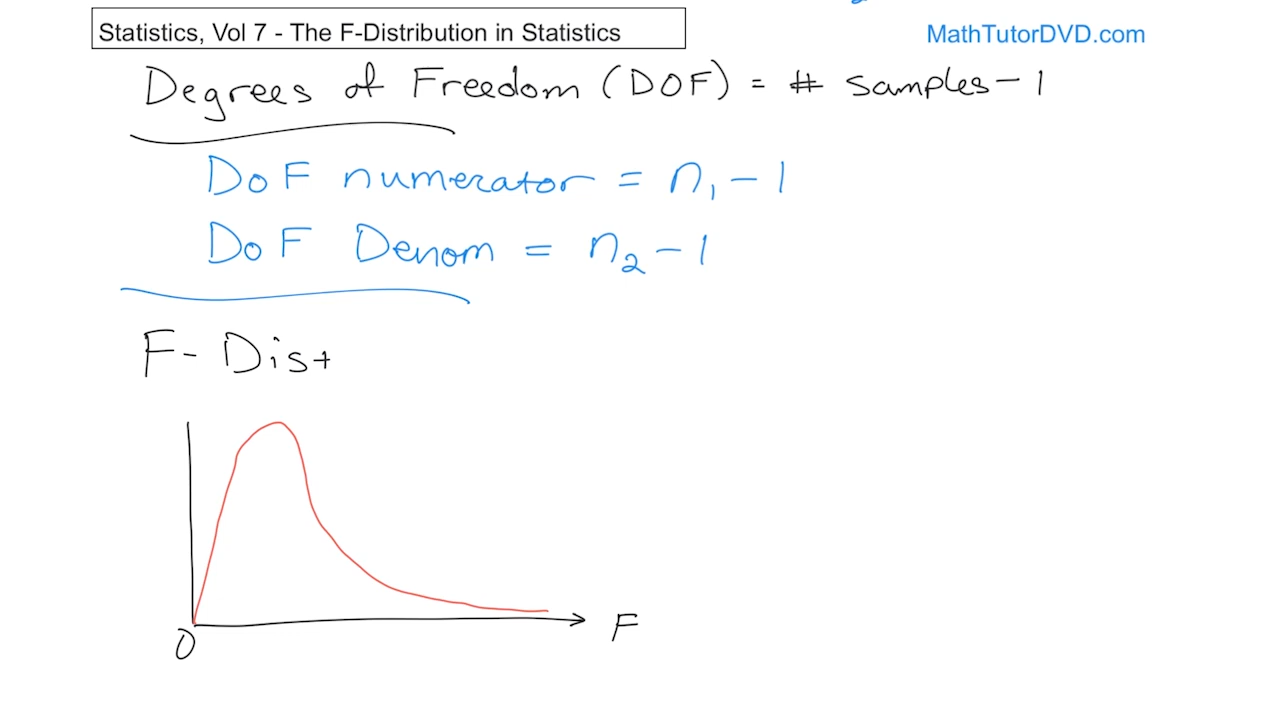 Statistics, Vol 7 - The F-Distribution in Statistics
MathTutorDVD.com
Degrees of Freedom (DOF) = # samples - 1
DoF numerator = n₁ - 1
DoF Denom = n₂ - 1
F- Dist
0
F